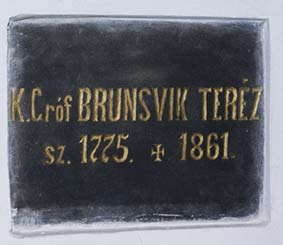 K. Gróf BRUNSVIK TERÉZ
sz. 1775. ✠ 1861.